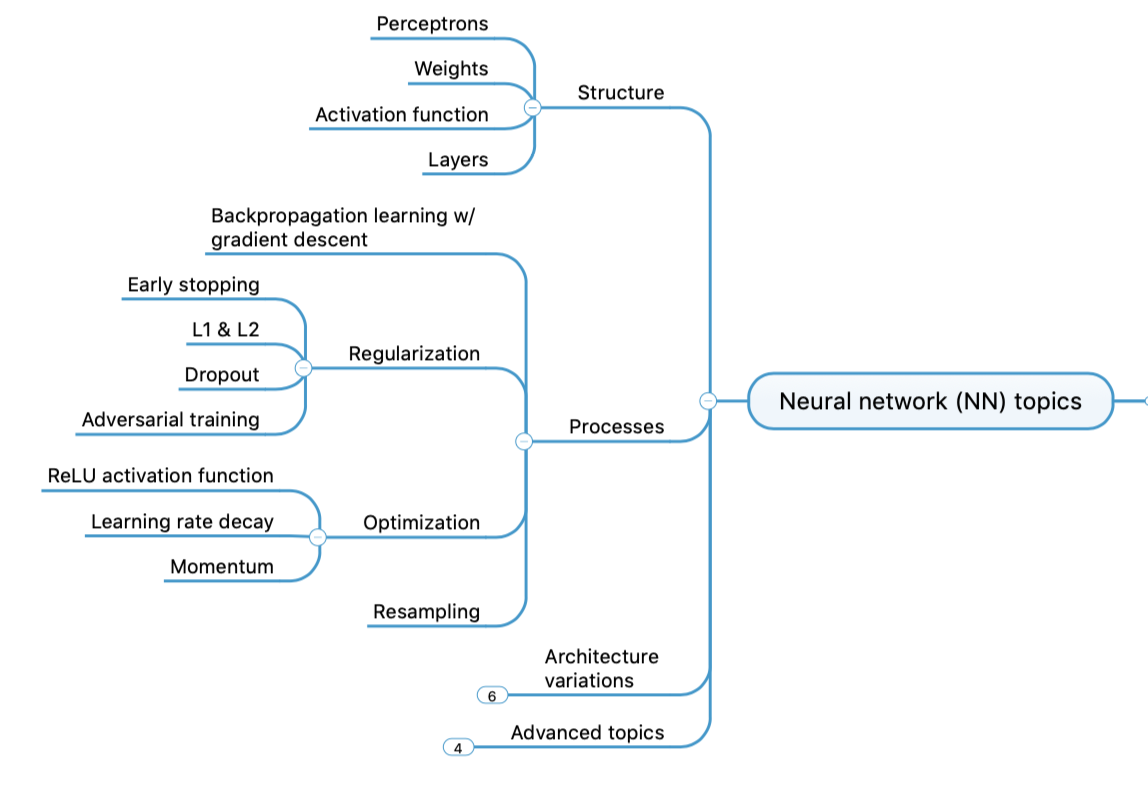 Perceptrons
Weights
Structure
Activation function
Layers
Backpropagation learning w/
gradient descent
Early stopping
L1 & L2
Regularization
Dropout
Adversarial training
Neural network (NN) topics
Processes
ReLU activation function
Learning rate decay
Optimization
Momentum
Resampling
Architecture
variations
6
Advanced topics
4